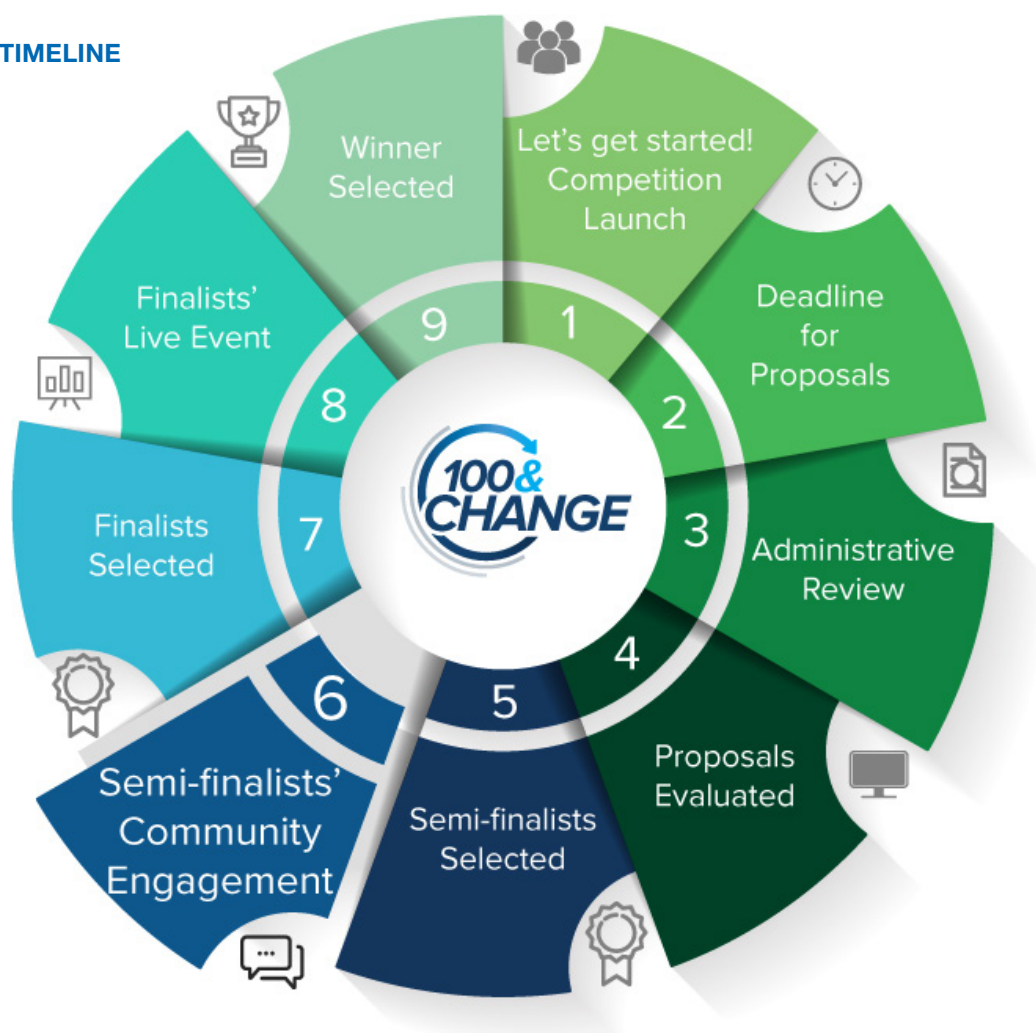 TIMELINE
Let's get started!
Competition
Launch
1
Deadline
for
Proposals
2
Administrative
Review
3
Proposals
Evaluated
4
Semi-finalists
Selected
5
Semi-finalists'
Community
Engagement
6
Finalists
Selected
7
Finalists'
Live Event
8
Winner
Selected
9
100&
CHANGE